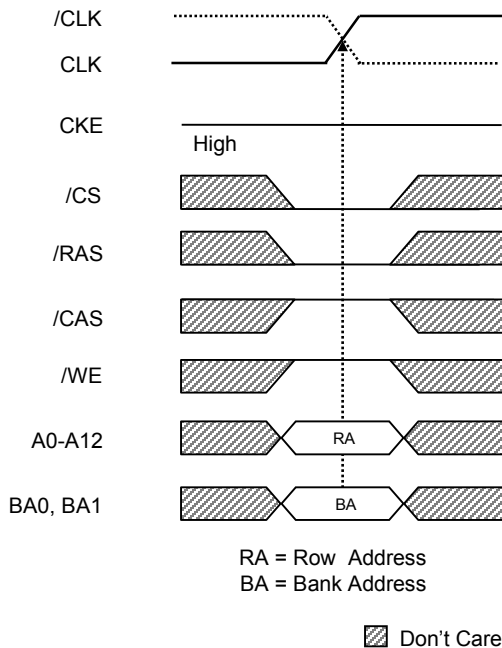 /CLK
CLK
CKE
High
/CS
/RAS
/CAS
/WE
A0-A12
RA
BA0, BA1
BA
RA = Row Address
BA = Bank Address
Don't Care